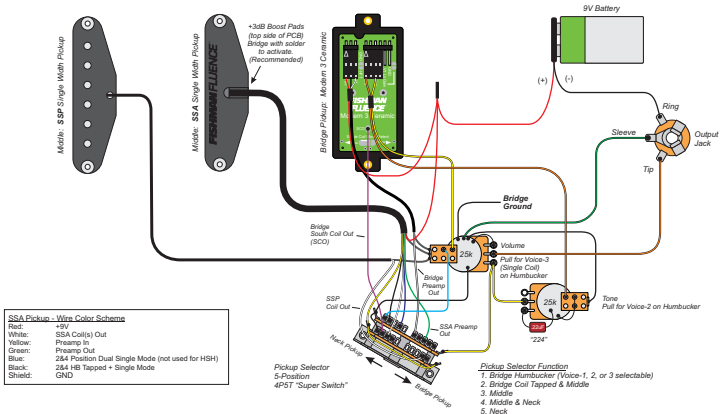 Middle: SSP Single Width Pickup
Middle: SSA Single Width Pickup
FISHMAN FLUENCE
+3dB Boost Pads
(top side of PCB)
Bridge with solder
to activate.
(Recommended)
Bridge Pickup: Modern 3 Ceramic
FISHMAN
FLUENCE
Modern 3 Ceramic
SCO
9V Battery
(+)
(-)
Ring
Sleeve
Output
Jack
Tip
Bridge
Ground
Bridge
South Coil Out
(SCO)
25k
Volume
Pull for Voice-3
(Single Coil)
on Humbucker
Bridge
Preamp
Out
25k
Tone
Pull for Voice-2 on Humbucker
.22uF
"224"
SSP
Coil Out
SSA Preamp
Out
Neck Pickup
Bridge Pickup
SSA Pickup - Wire Color Scheme
Red: +9V
White: SSA Coil(s) Out
Yellow: Preamp In
Green: Preamp Out
Blue: 2&4 Position Dual Single Mode (not used for HSH)
Black: 2&4 HB Tapped + Single Mode
Shield: GND
Pickup Selector
5-Position
4P5T "Super Switch"
Pickup Selector Function
1. Bridge Humbucker (Voice-1, 2, or 3 selectable)
2. Bridge Coil Tapped & Middle
3. Middle
4. Middle & Neck
5. Neck